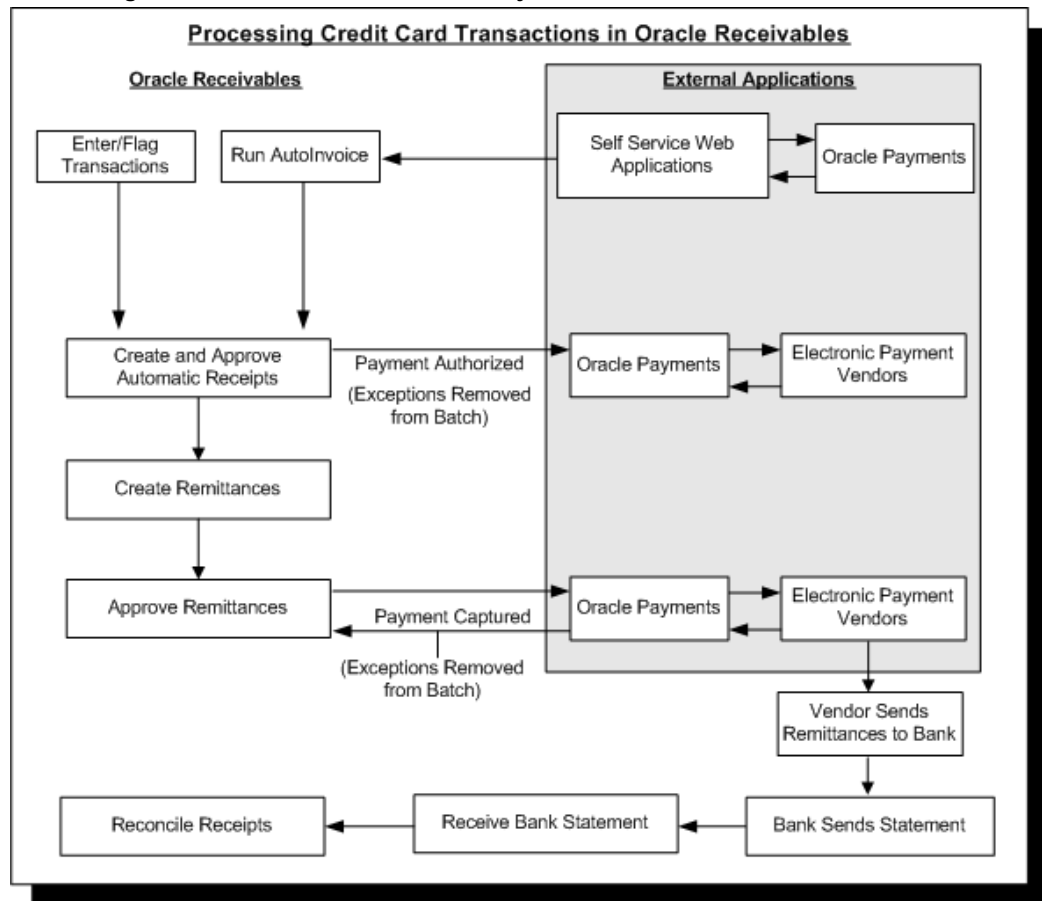 Processing Credit Card Transactions in Oracle Receivables
Oracle Receivables
External Applications
Enter/Flag
Transactions
Run AutoInvoice
Self Service Web
Applications
Oracle Payments
Create and Approve
Automatic Receipts
Payment Authorized
(Exceptions Removed
from Batch)
Oracle Payments
Electronic Payment
Vendors
Create Remittances
Approve Remittances
Payment Captured
(Exceptions Removed
from Batch)
Oracle Payments
Electronic Payment
Vendors
Vendor Sends
Remittances to Bank
Reconcile Receipts
Receive Bank Statement
Bank Sends Statement